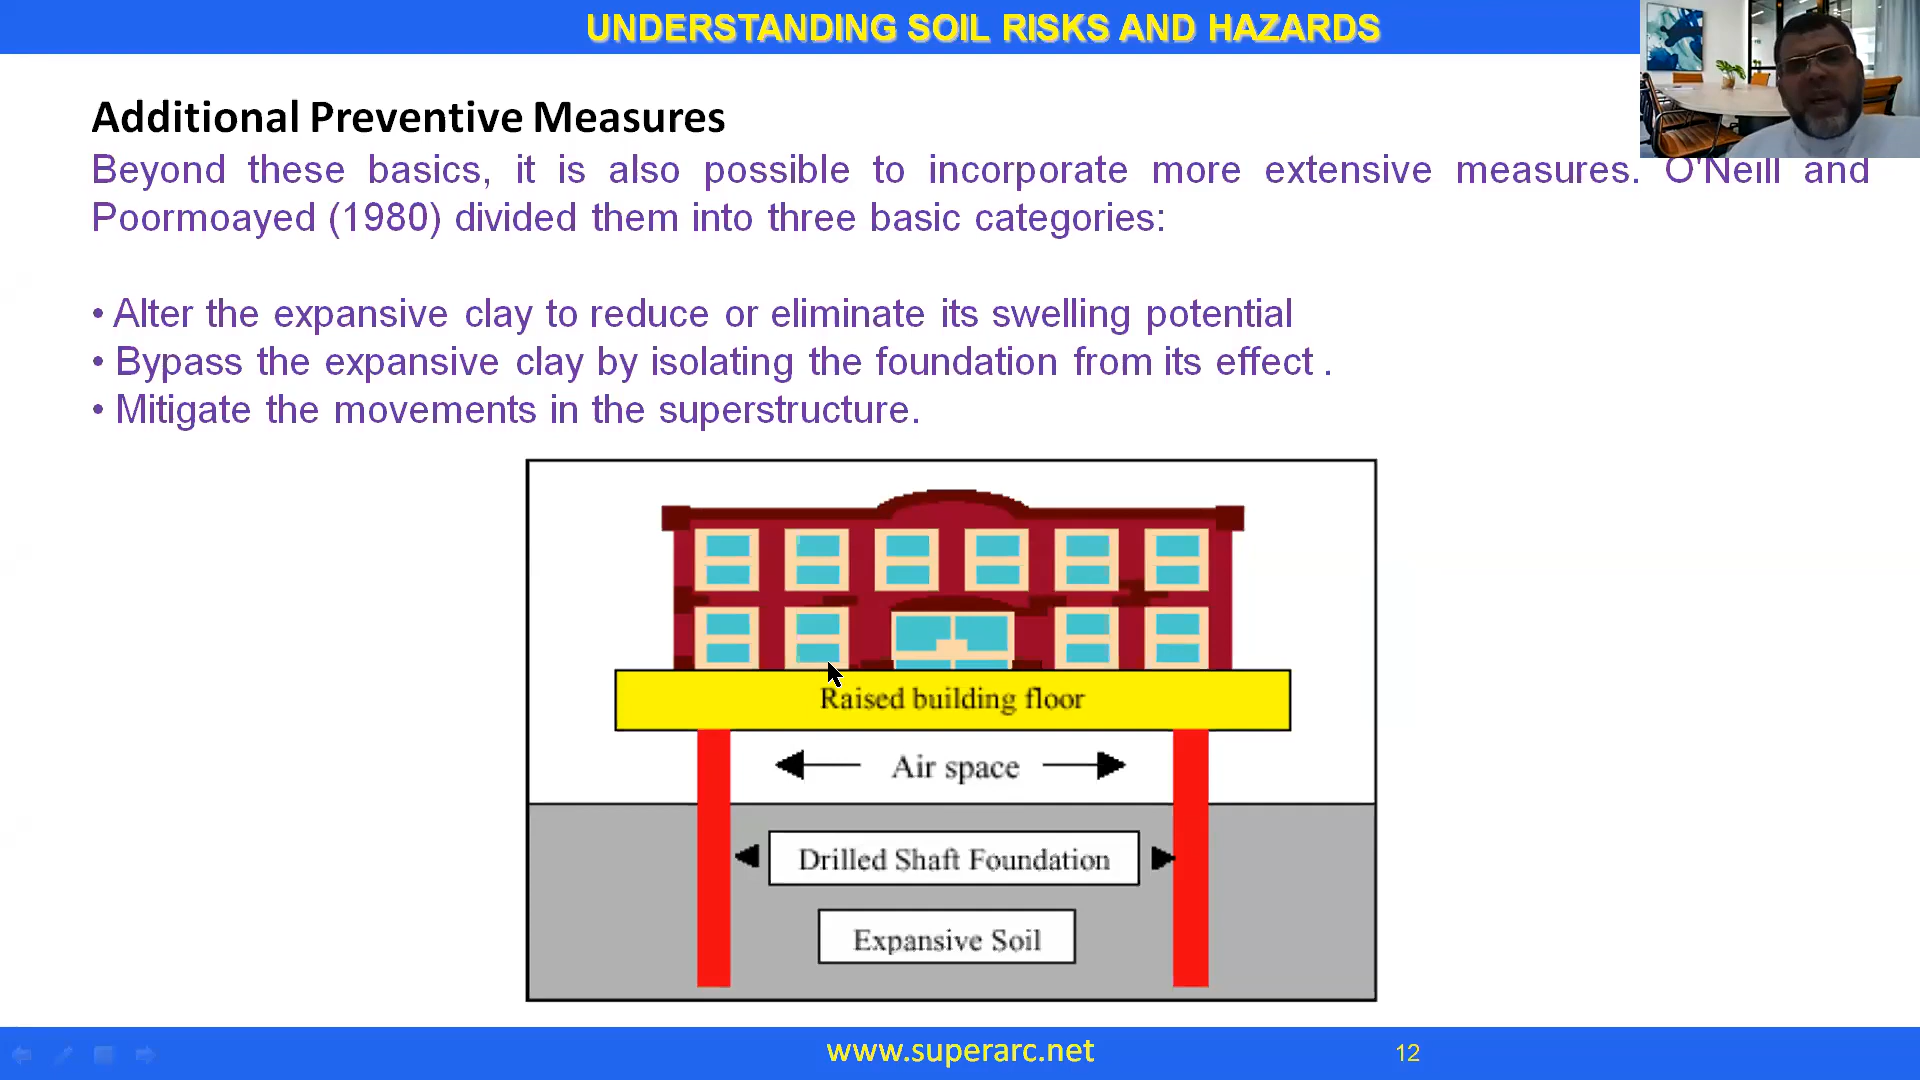 UNDERSTANDING SOIL RISKS AND HAZARDS
Additional Preventive Measures
Beyond these basics, it is also possible to incorporate more extensive measures. O'Neill and
Poormoayed (1980) divided them into three basic categories:
• Alter the expansive clay to reduce or eliminate its swelling potential
• Bypass the expansive clay by isolating the foundation from its effect .
• Mitigate the movements in the superstructure.
Raised building floor
Air space
Drilled Shaft Foundation
Expansive Soil
www.superarc.net
12